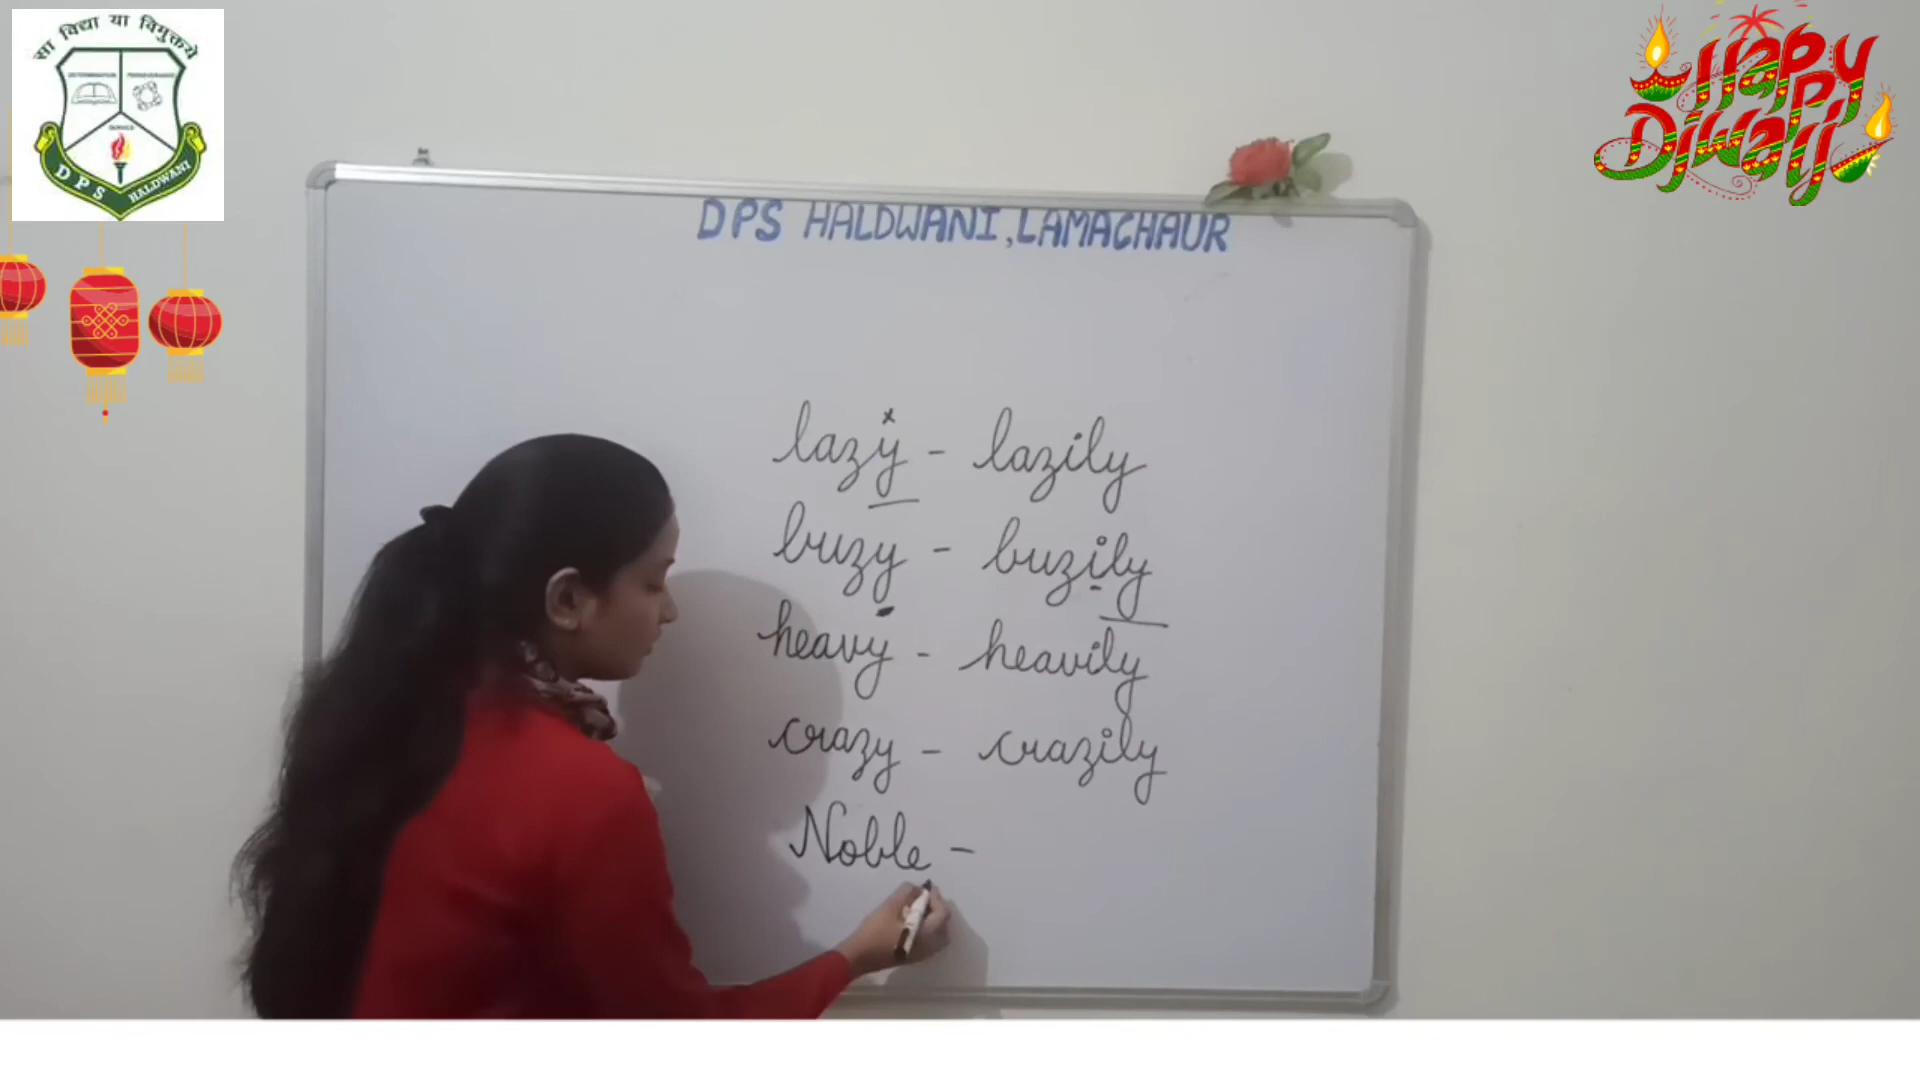 सा विद्या या विमुक्तये
DPS HALDWANI
Happy
Diwali
DPS HALDWANI, LAMACHAUR
lazy - lazily
buzy - buzily
heavy - heavily
crazy - crazily
Noble -